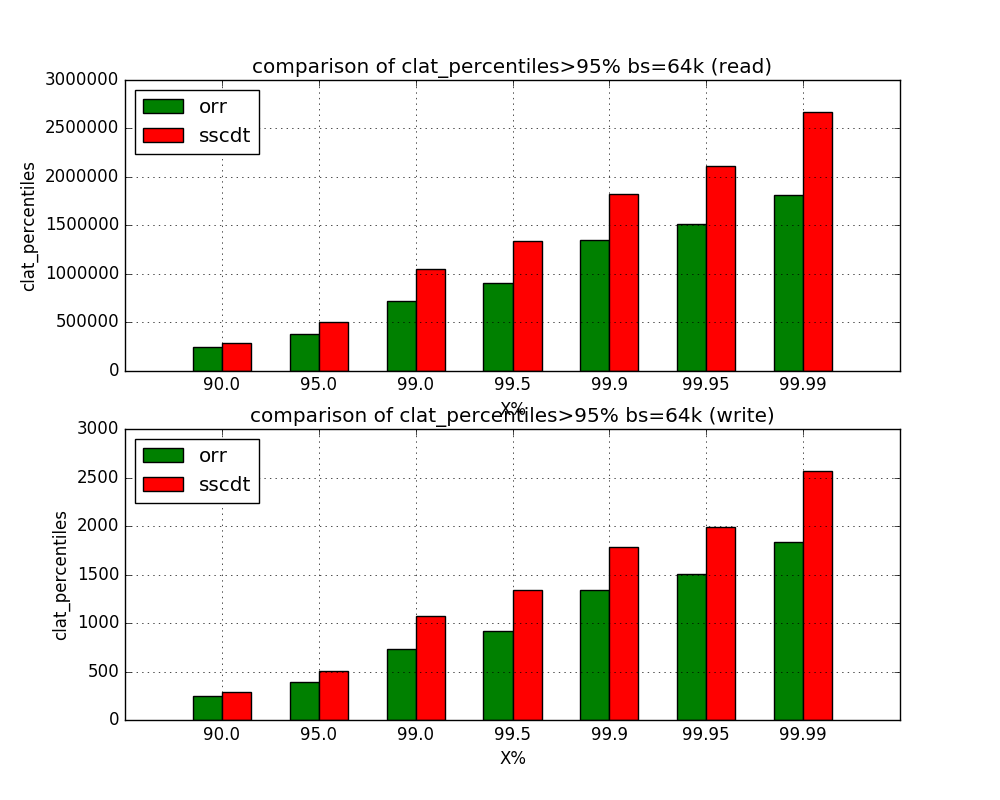 comparison of clat_percentiles>95% bs=64k (read)
3000000
2500000
2000000
1500000
1000000
500000
0
clat_percentiles
orr
sscdt
90.0 95.0 99.0 99.5 99.9 99.95 99.99
X%
comparison of clat_percentiles>95% bs=64k (write)
3000
2500
2000
1500
1000
500
0
clat_percentiles
orr
sscdt
90.0 95.0 99.0 99.5 99.9 99.95 99.99
X%